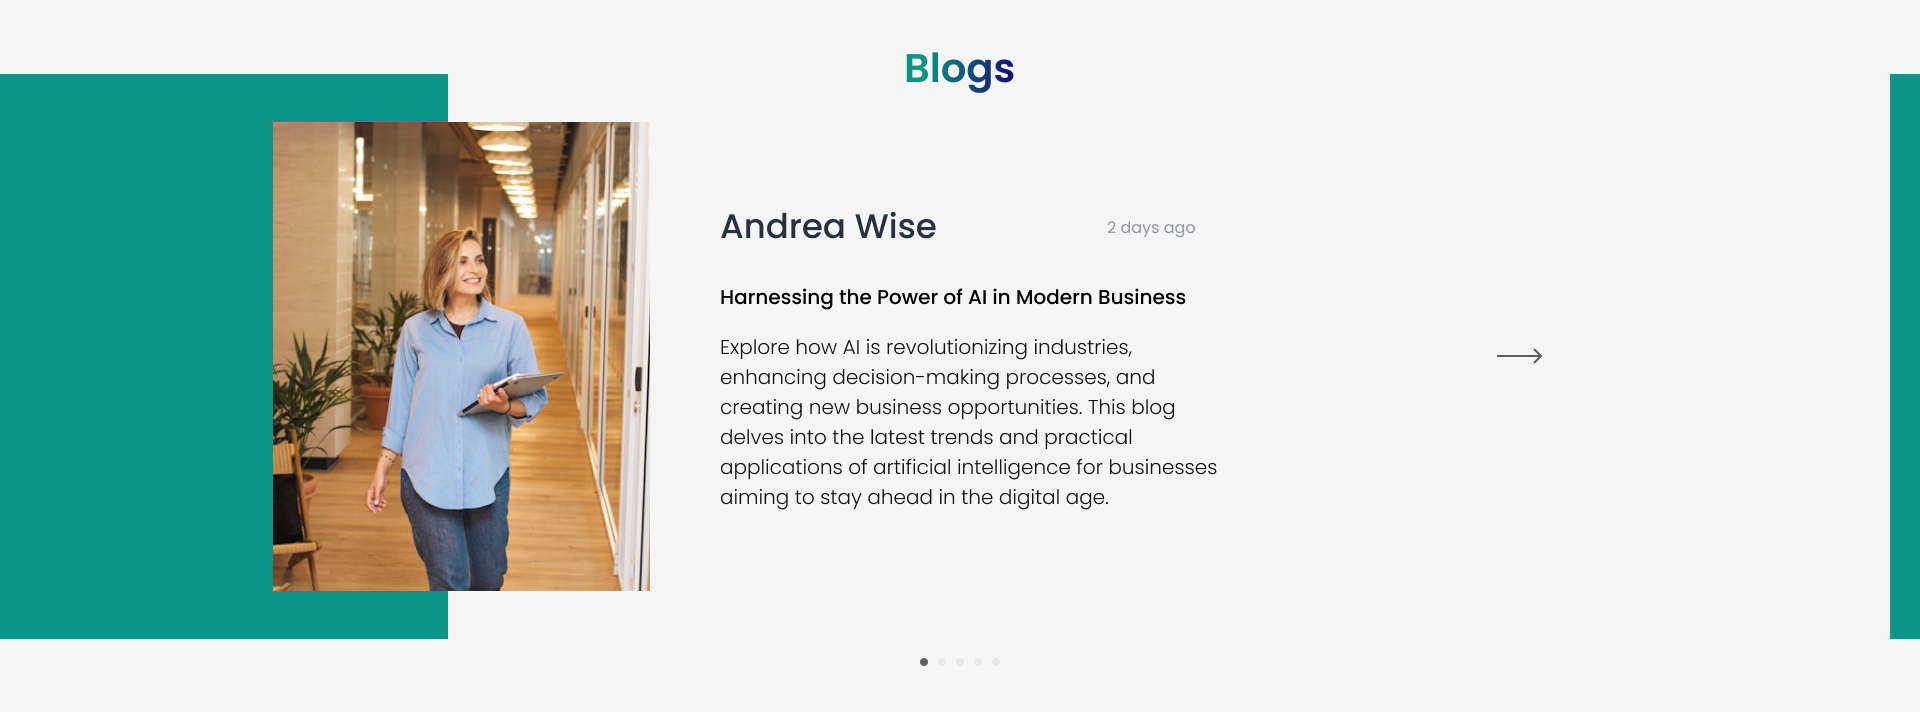 Blogs
Andrea Wise
2 days ago
Harnessing the Power of AI in Modern Business
Explore how AI is revolutionizing industries,
enhancing decision-making processes, and
creating new business opportunities. This blog
delves into the latest trends and practical
applications of artificial intelligence for businesses
aiming to stay ahead in the digital age.